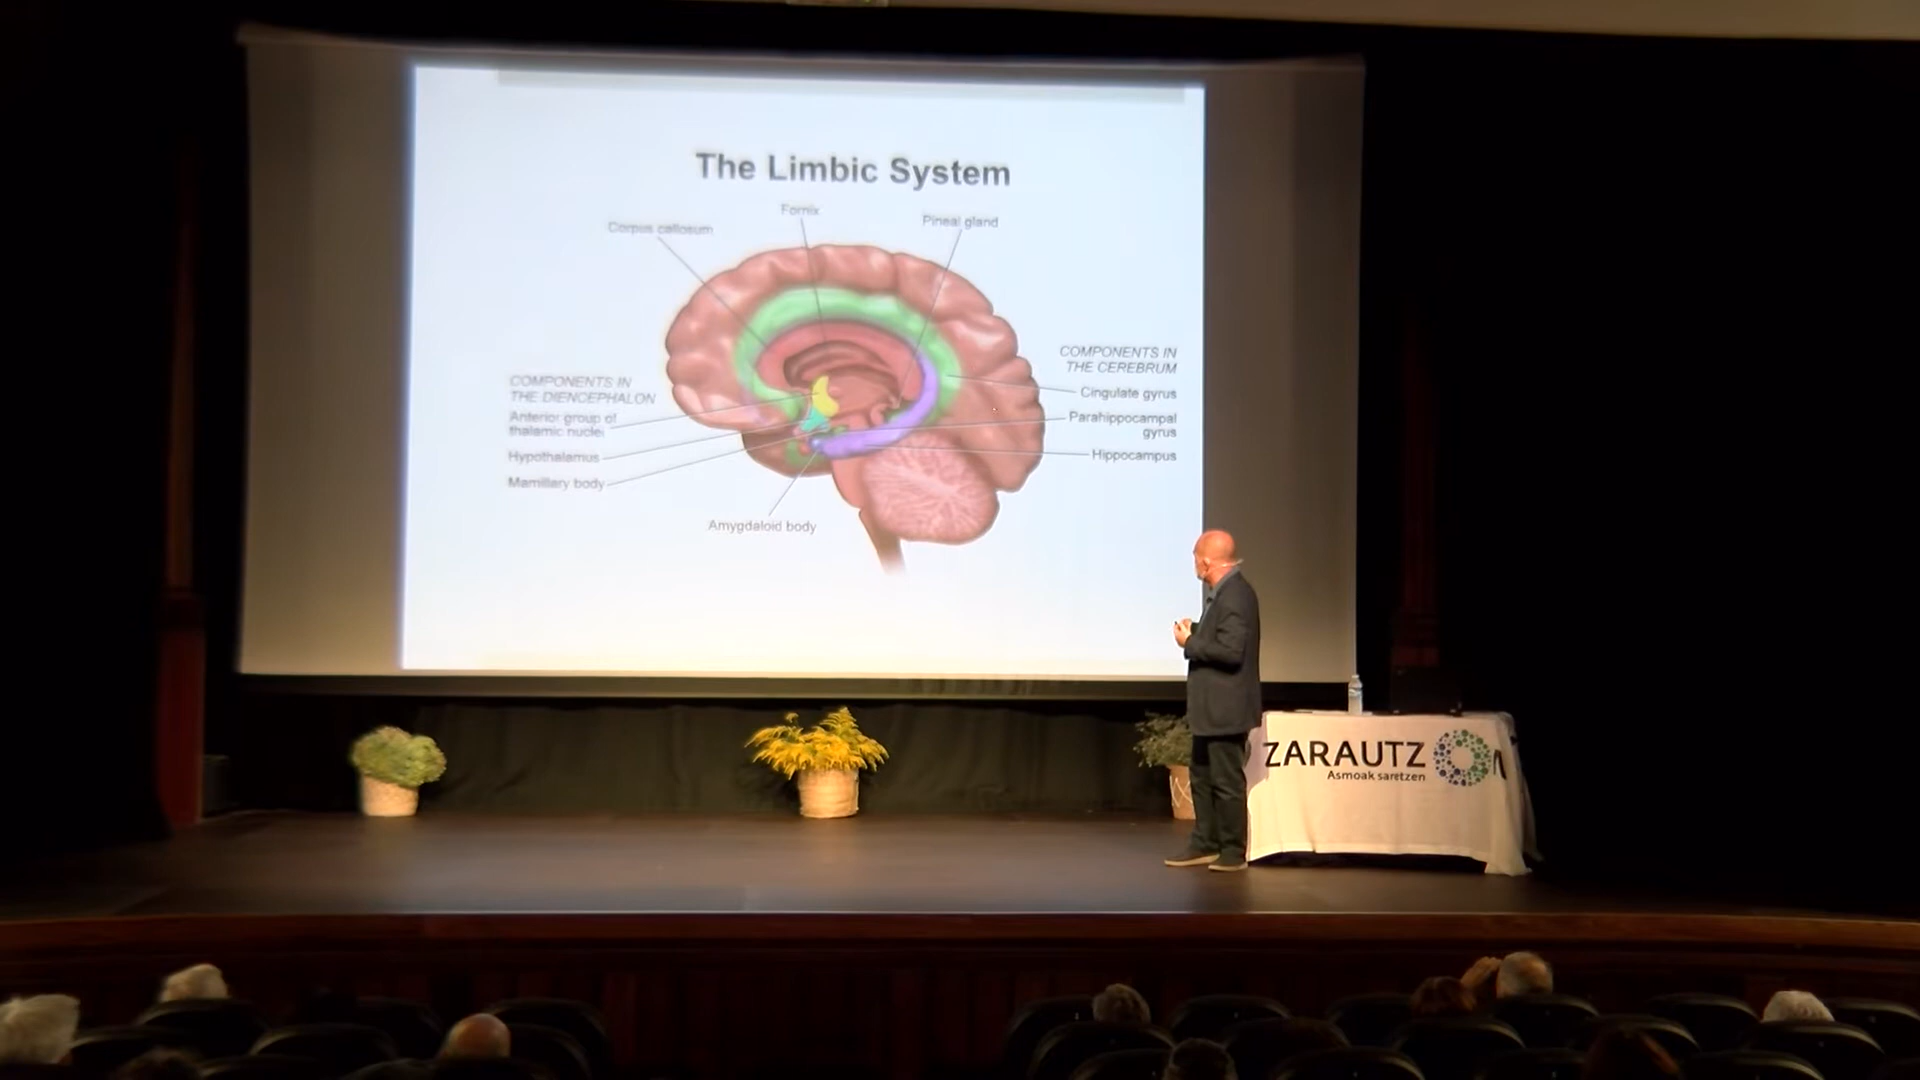 The Limbic System
Fornix
Corpus callosum
Pineal gland
COMPONENTS IN
THE CEREBRUM
COMPONENTS IN
THE DIENCEPHALON
Cingulate gyrus
Anterior group of
thalamic nuclei
Parahippocampal
gyrus
Hypothalamus
Hippocampus
Mamillary body
Amygdaloid body
ZARAUTZ
Asmoak saretzen